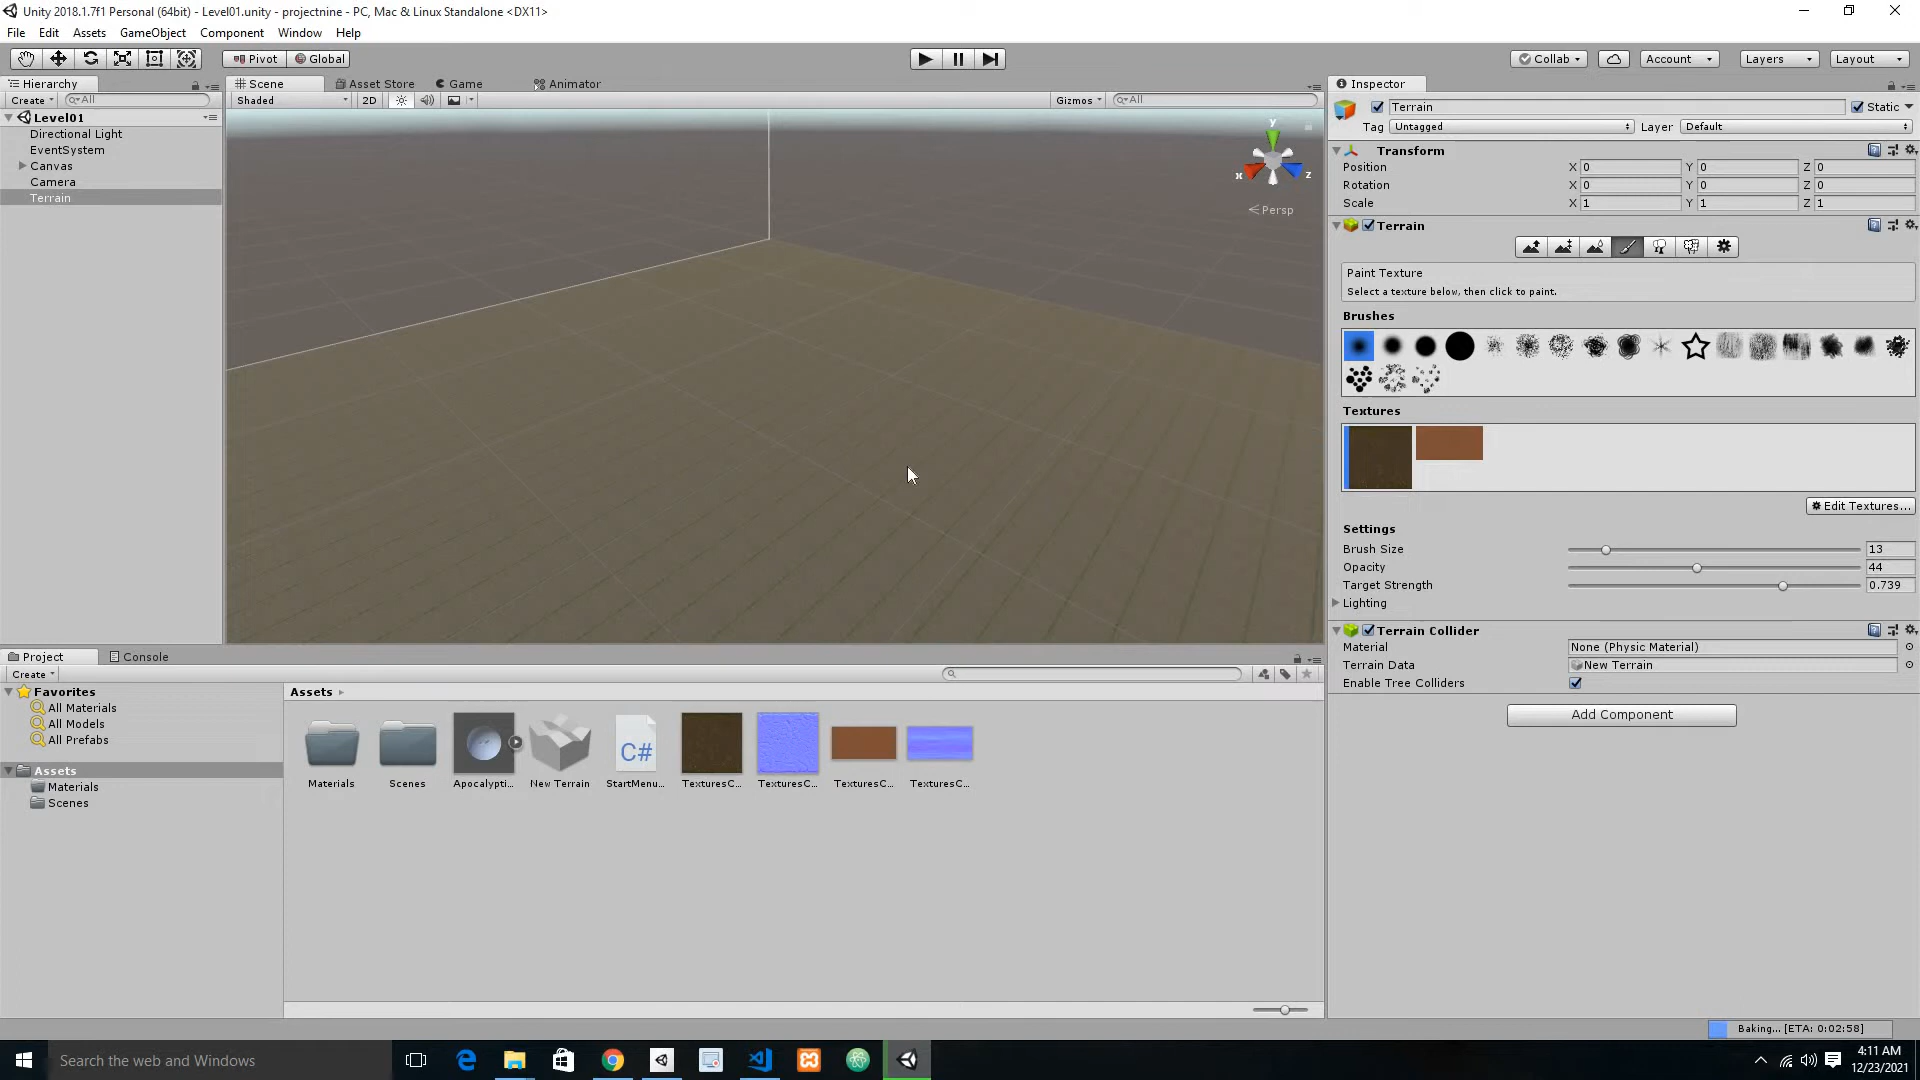 Unity 2018.1.7f1 Personal (64bit) - Level01.unity - projectnine - PC, Mac & Linux Standalone <DX11>
File Edit Assets GameObject Component Window Help
Pivot Global Collab Account Layers Layout
Hierarchy
Create All
Level01
Directional Light
EventSystem
Canvas
Camera
Terrain
Scene Asset Store Game Animator
Shaded 2D Gizmos All
y
x z
Persp
Inspector
Terrain Static
Tag Untagged Layer Default
Transform
Position X 0 Y 0 Z 0
Rotation X 0 Y 0 Z 0
Scale X 1 Y 1 Z 1
Terrain
Paint Texture
Select a texture below, then click to paint.
Brushes
Textures
Edit Textures...
Settings
Brush Size 13
Opacity 44
Target Strength 0.739
Lighting
Terrain Collider
Material None (Physic Material)
Terrain Data New Terrain
Enable Tree Colliders
Add Component
Project Console
Create
Favorites
All Materials
All Models
All Prefabs
Assets
Materials
Scenes
Assets
C#
Materials Scenes Apocalypti... New Terrain StartMenu... TexturesC... TexturesC... TexturesC... TexturesC...
Baking... [ETA: 0:02:58]
Search the web and Windows
4:11 AM
12/23/2021